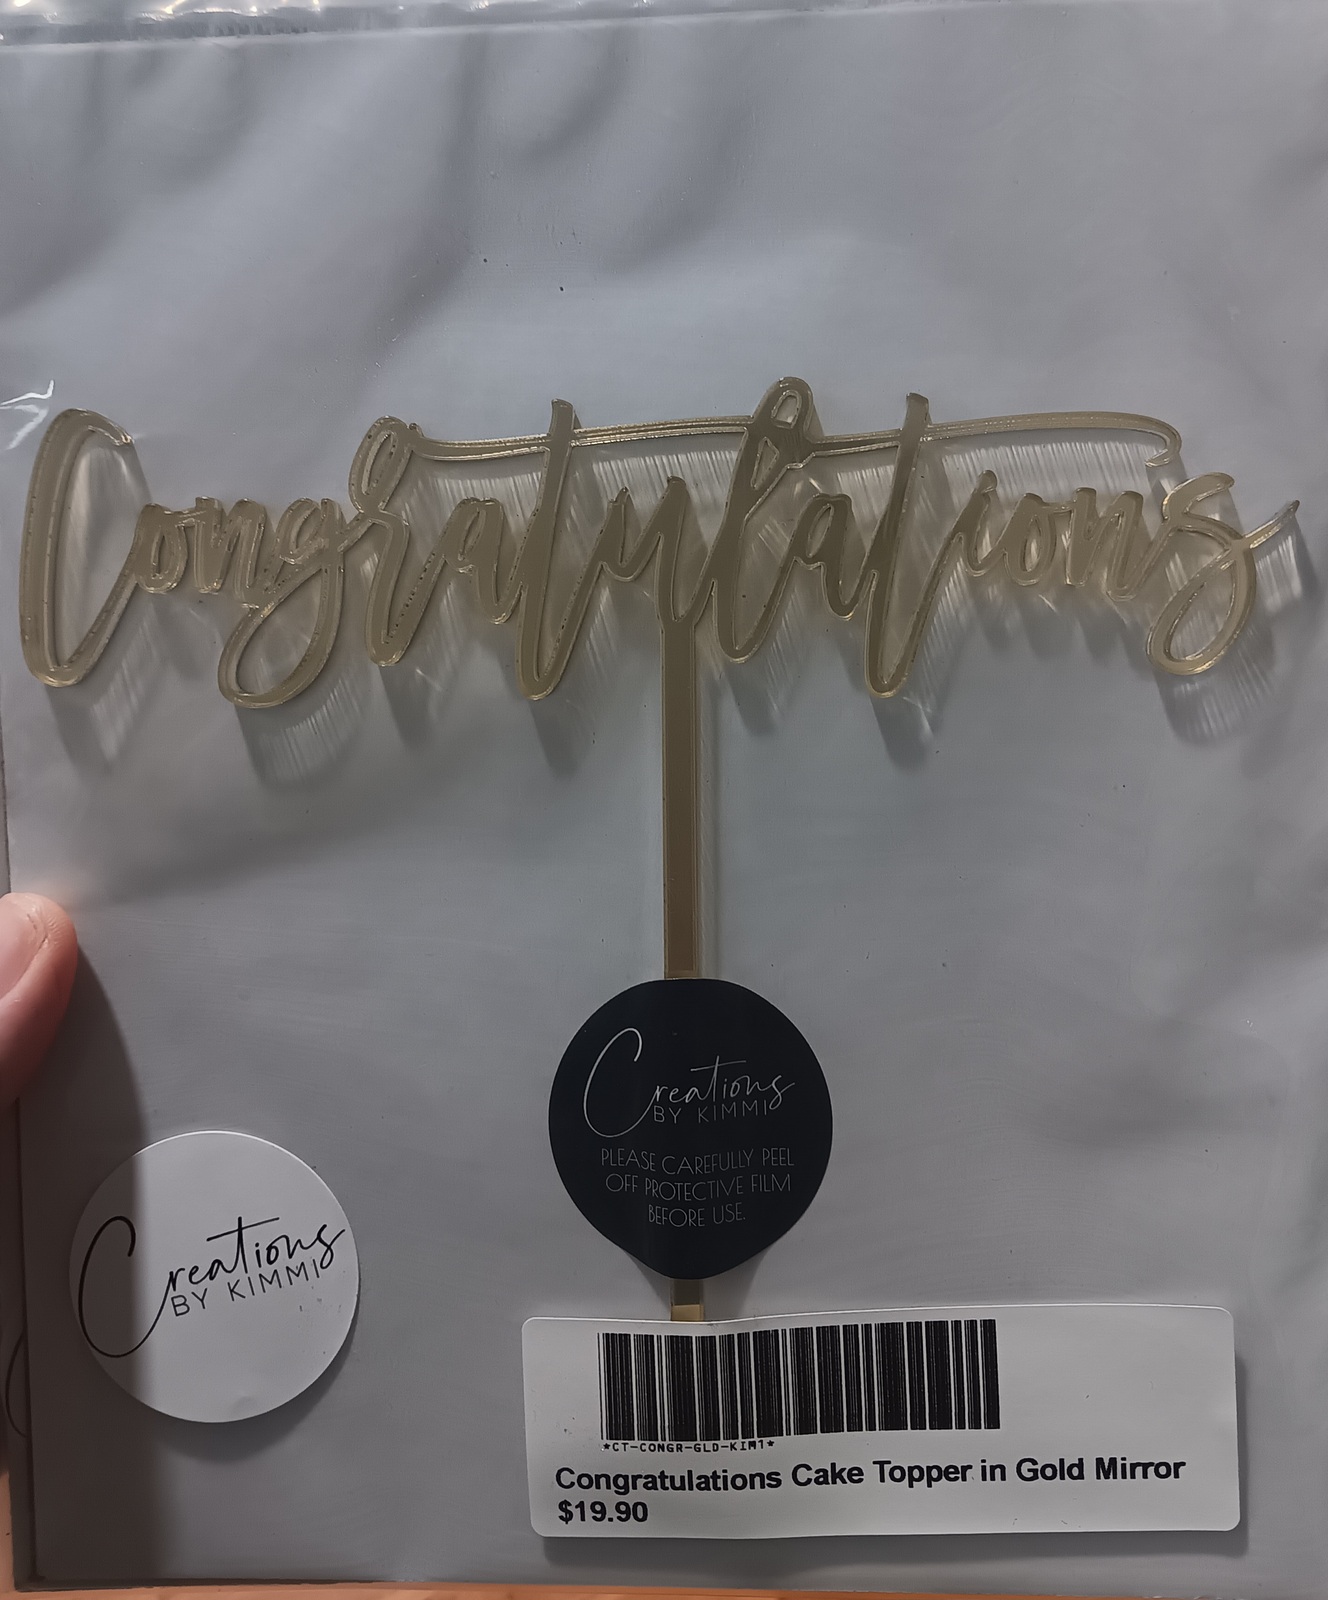 Congratulations
Creations
BY KIMMI
PLEASE CAREFULLY PEEL
OFF PROTECTIVE FILM
BEFORE USE.
Creations
BY KIMMI
*CT-CONGR-GLD-KIM1*
Congratulations Cake Topper in Gold Mirror
$19.90